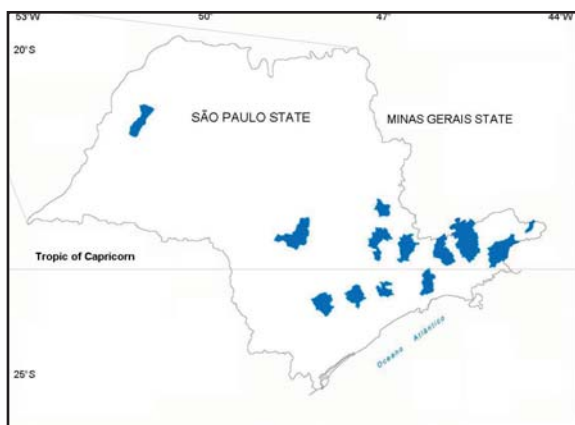 53°W
50°
47°
44°W
20°S
SÃO PAULO STATE
MINAS GERAIS STATE
Tropic of Capricorn
Oceano Atlântico
25°S